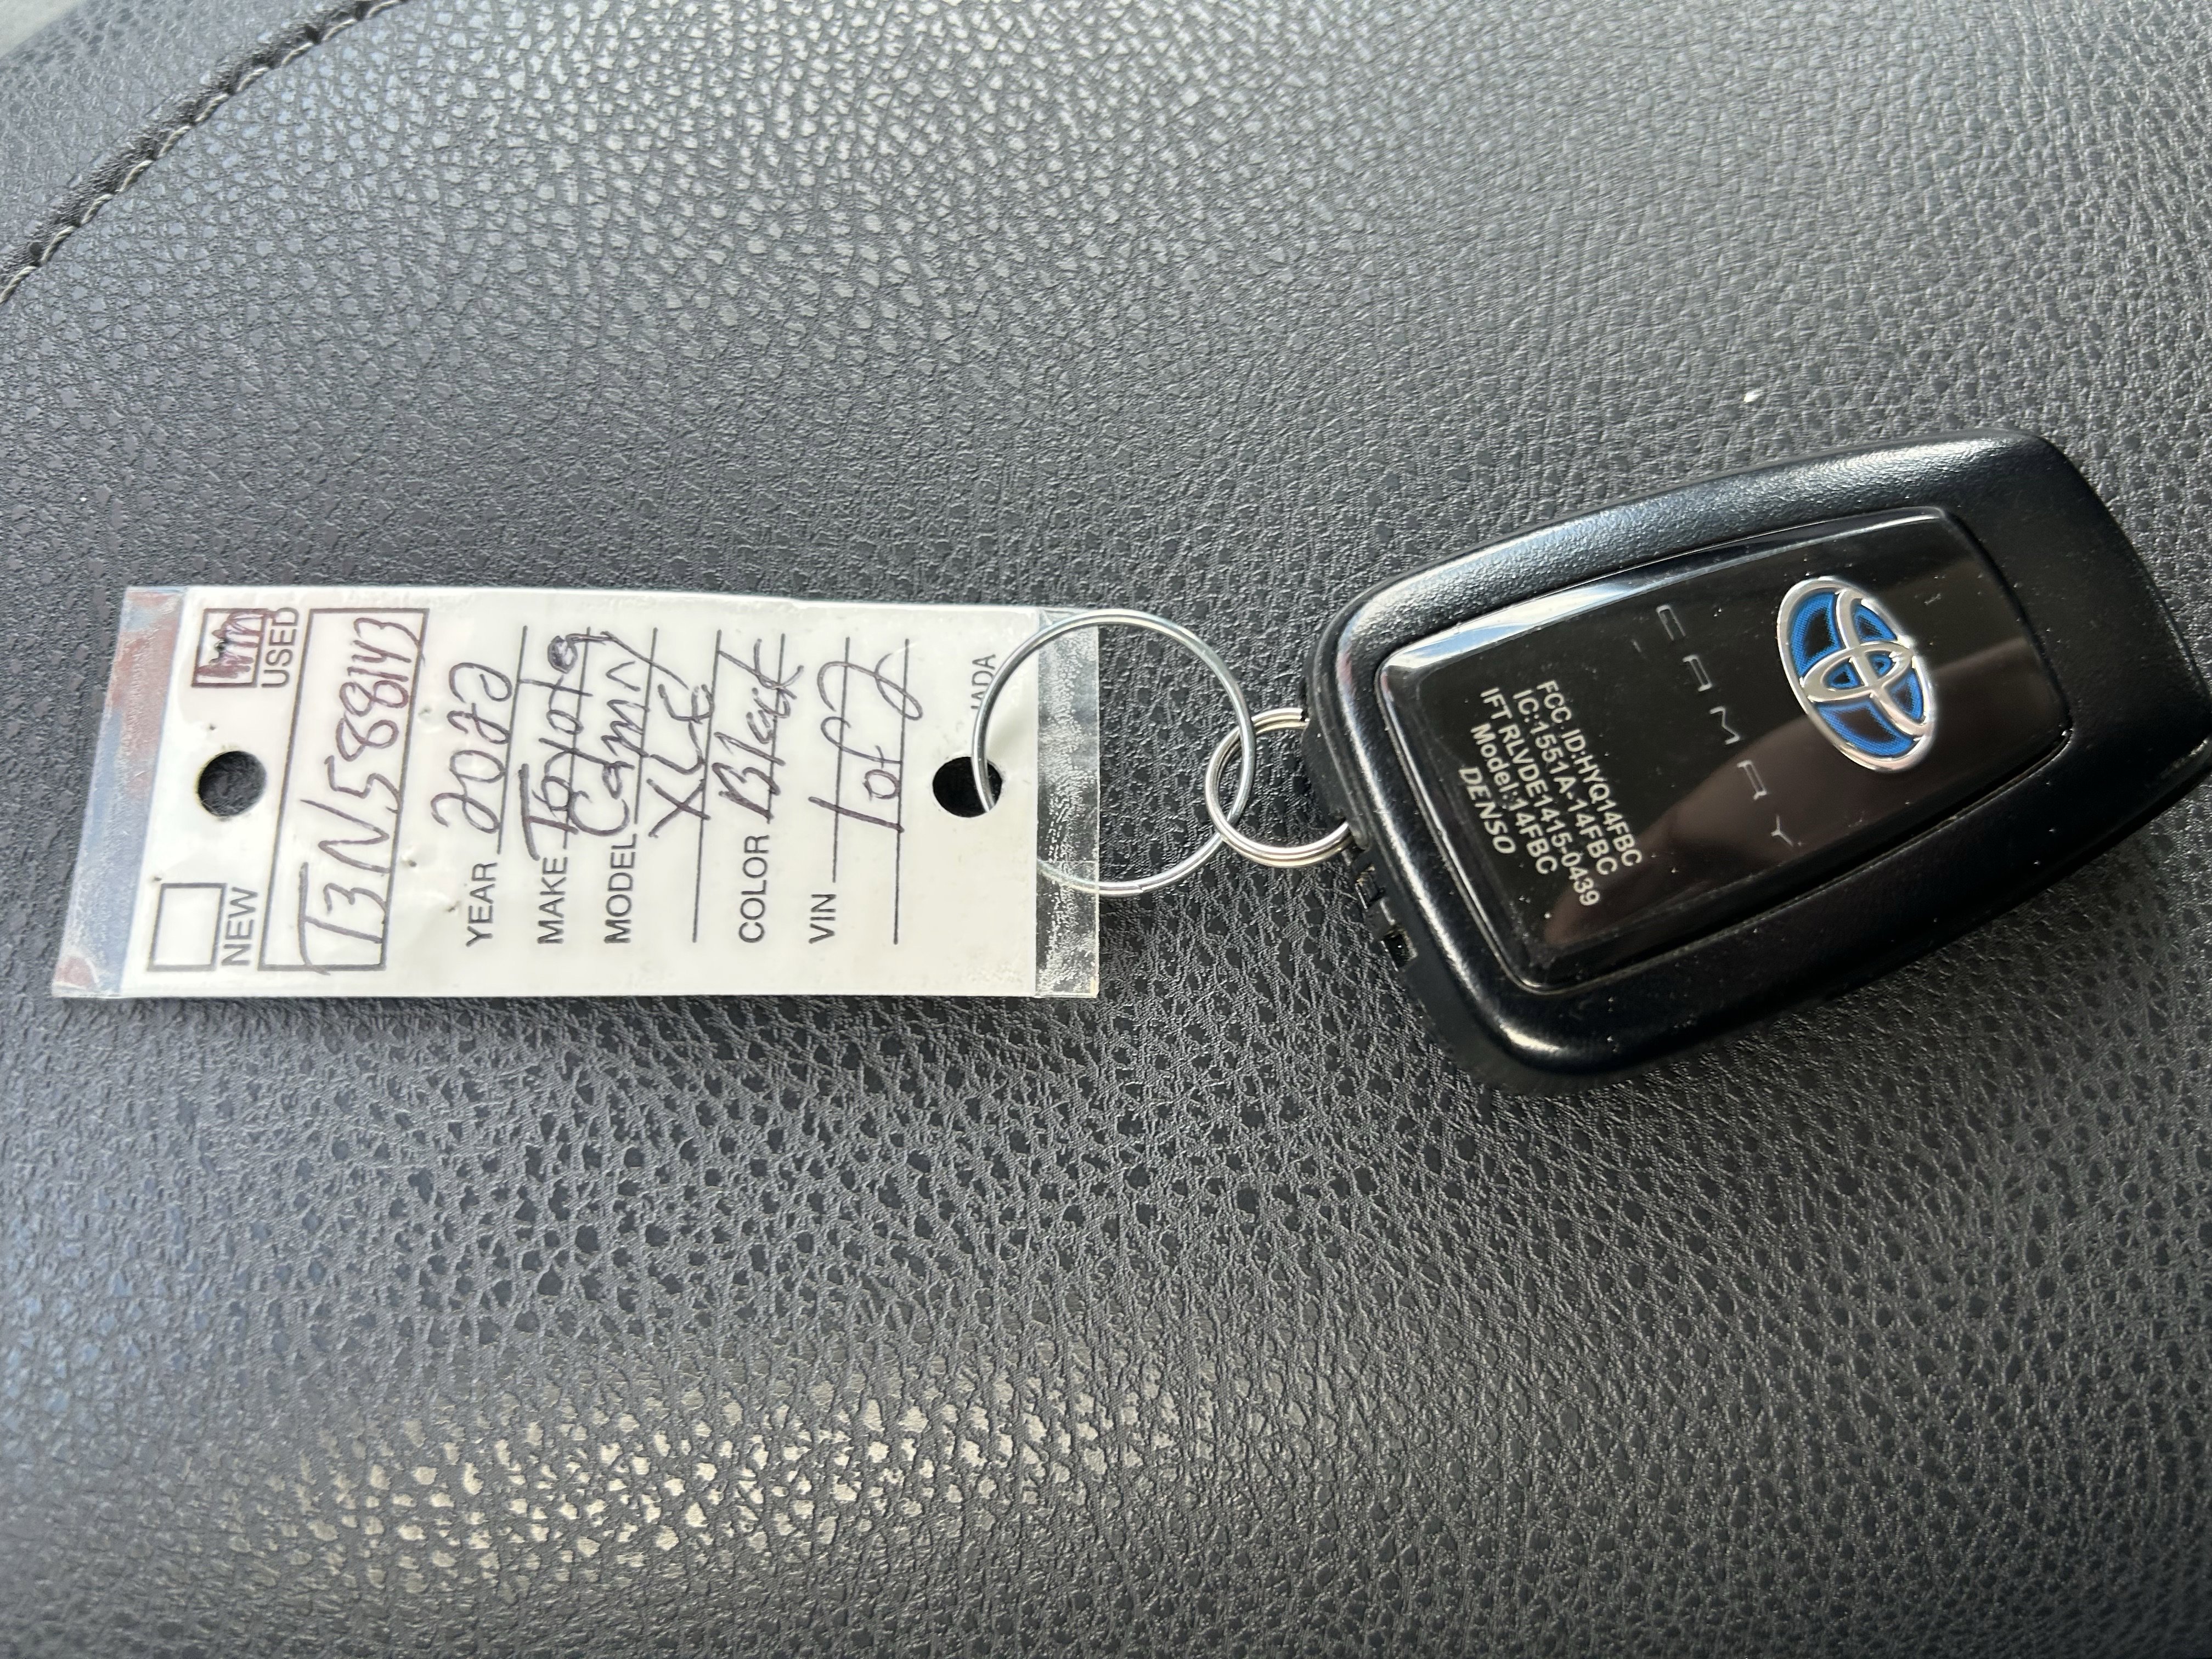 NEW USED
T3N588143
YEAR 2022
MAKE Toyota
MODEL Camry
XLE
COLOR Black
VIN
1 of 2
CAMRY
FCC ID:HYQ14FBC
IC:1551A-14FBC
IFT RLVDE1415-0439
Model:14FBC
DENSO